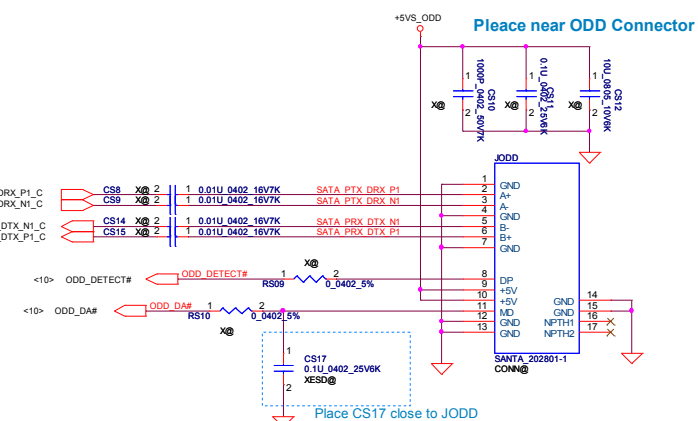 +5VS_ODD
Pleace near ODD Connector
1 1 1
1000P_0402_50V7K
CS10
0.1U_0402_25V6K
CS11
10U_0805_10V6K
CS12
X@ X@ X@
2 2 2
JODD
DRX_P1_C CS8 X@ 2 1 0.01U_0402_16V7K SATA_PTX_DRX_P1
DRX_N1_C CS9 X@ 2 1 0.01U_0402_16V7K SATA_PTX_DRX_N1
DTX_N1_C CS14 X@ 2 1 0.01U_0402_16V7K SATA_PRX_DTX_N1
DTX_P1_C CS15 X@ 2 1 0.01U_0402_16V7K SATA_PRX_DTX_P1
1 GND
2 A+
3 A-
4 GND
5 B-
6 B+
7 GND
X@
<10> ODD_DETECT# ODD_DETECT# 1 2 8 DP
RS09 0_0402_5%
9 +5V
10 +5V
<10> ODD_DA# ODD_DA# 1 2 11 MD
RS10 0_0402_5%
X@
12 GND
13 GND
GND 14
GND 15
NPTH1 16
NPTH2 17
SANTA_202801-1
CONN@
1
CS17
0.1U_0402_25V6K
XESD@
2
Place CS17 close to JODD